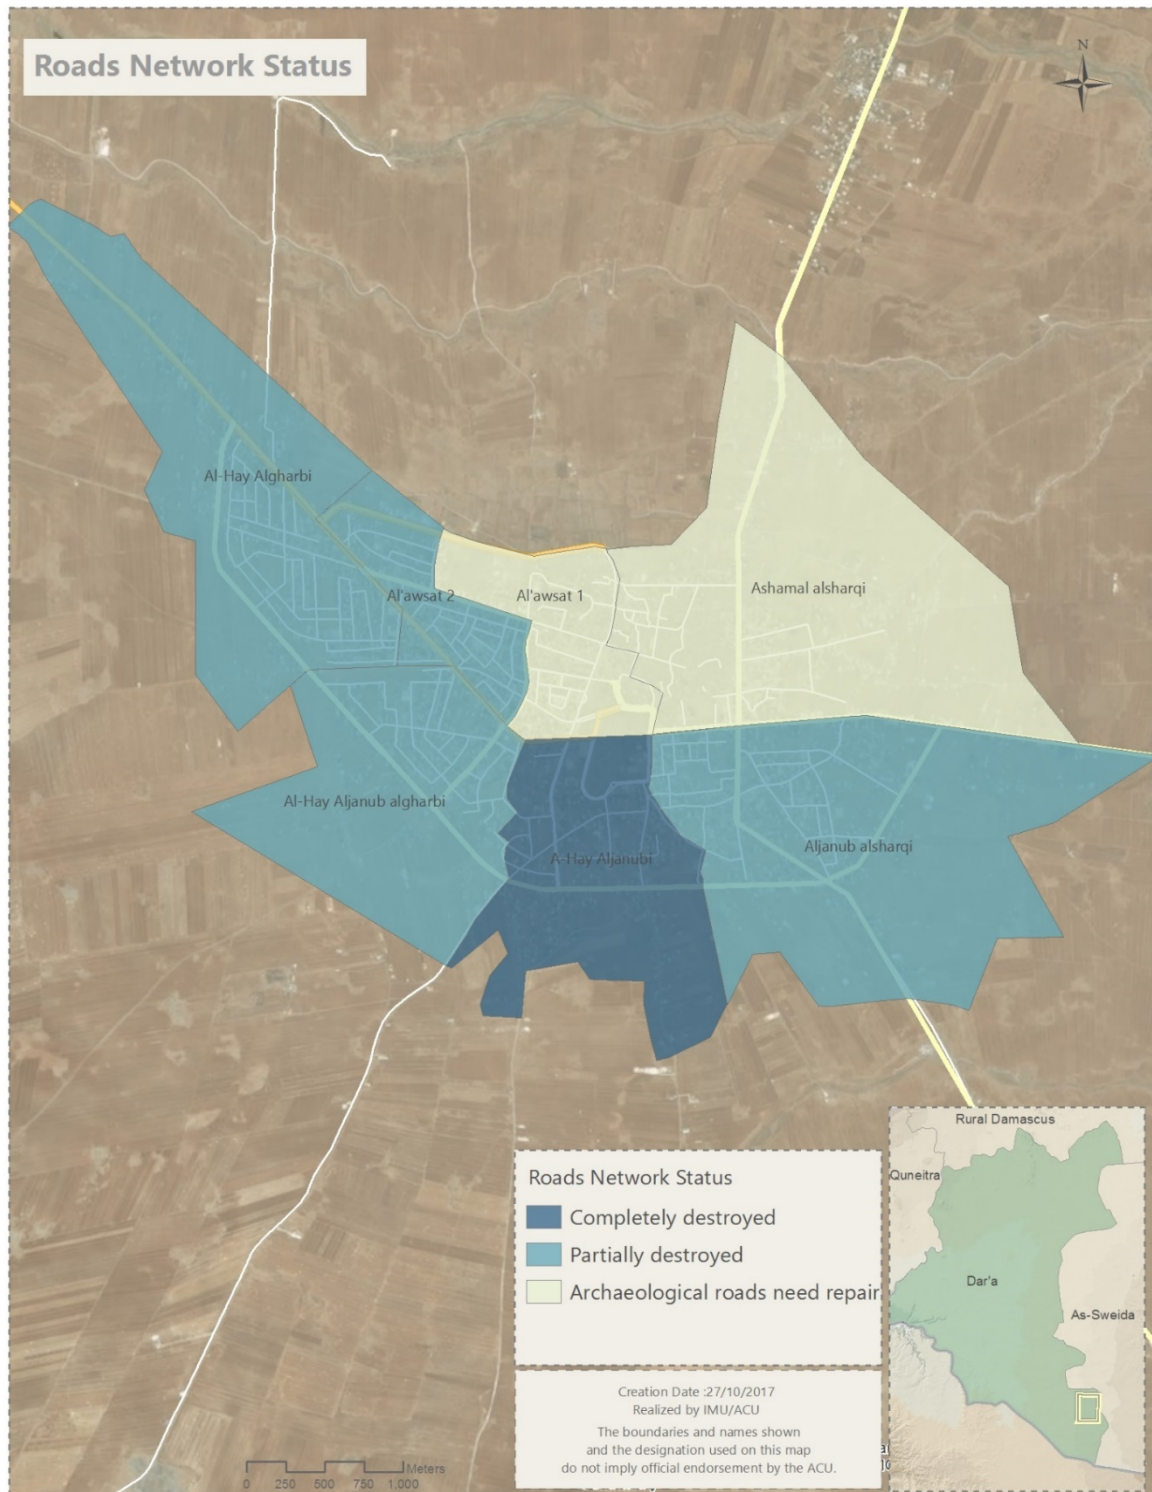 Roads Network Status
N
Al-Hay Algharbi
Al'awsat 2
Al'awsat 1
Ashamal alsharqi
Al-Hay Aljanub algharbi
A-Hay Aljanubi
Aljanub alsharqi
Roads Network Status
Completely destroyed
Partially destroyed
Archaeological roads need repair
Creation Date :27/10/2017
Realized by IMU/ACU
The boundaries and names shown
and the designation used on this map
do not imply official endorsement by the ACU.
Rural Damascus
Quneitra
Dar'a
As-Sweida
Meters
0 250 500 750 1,000